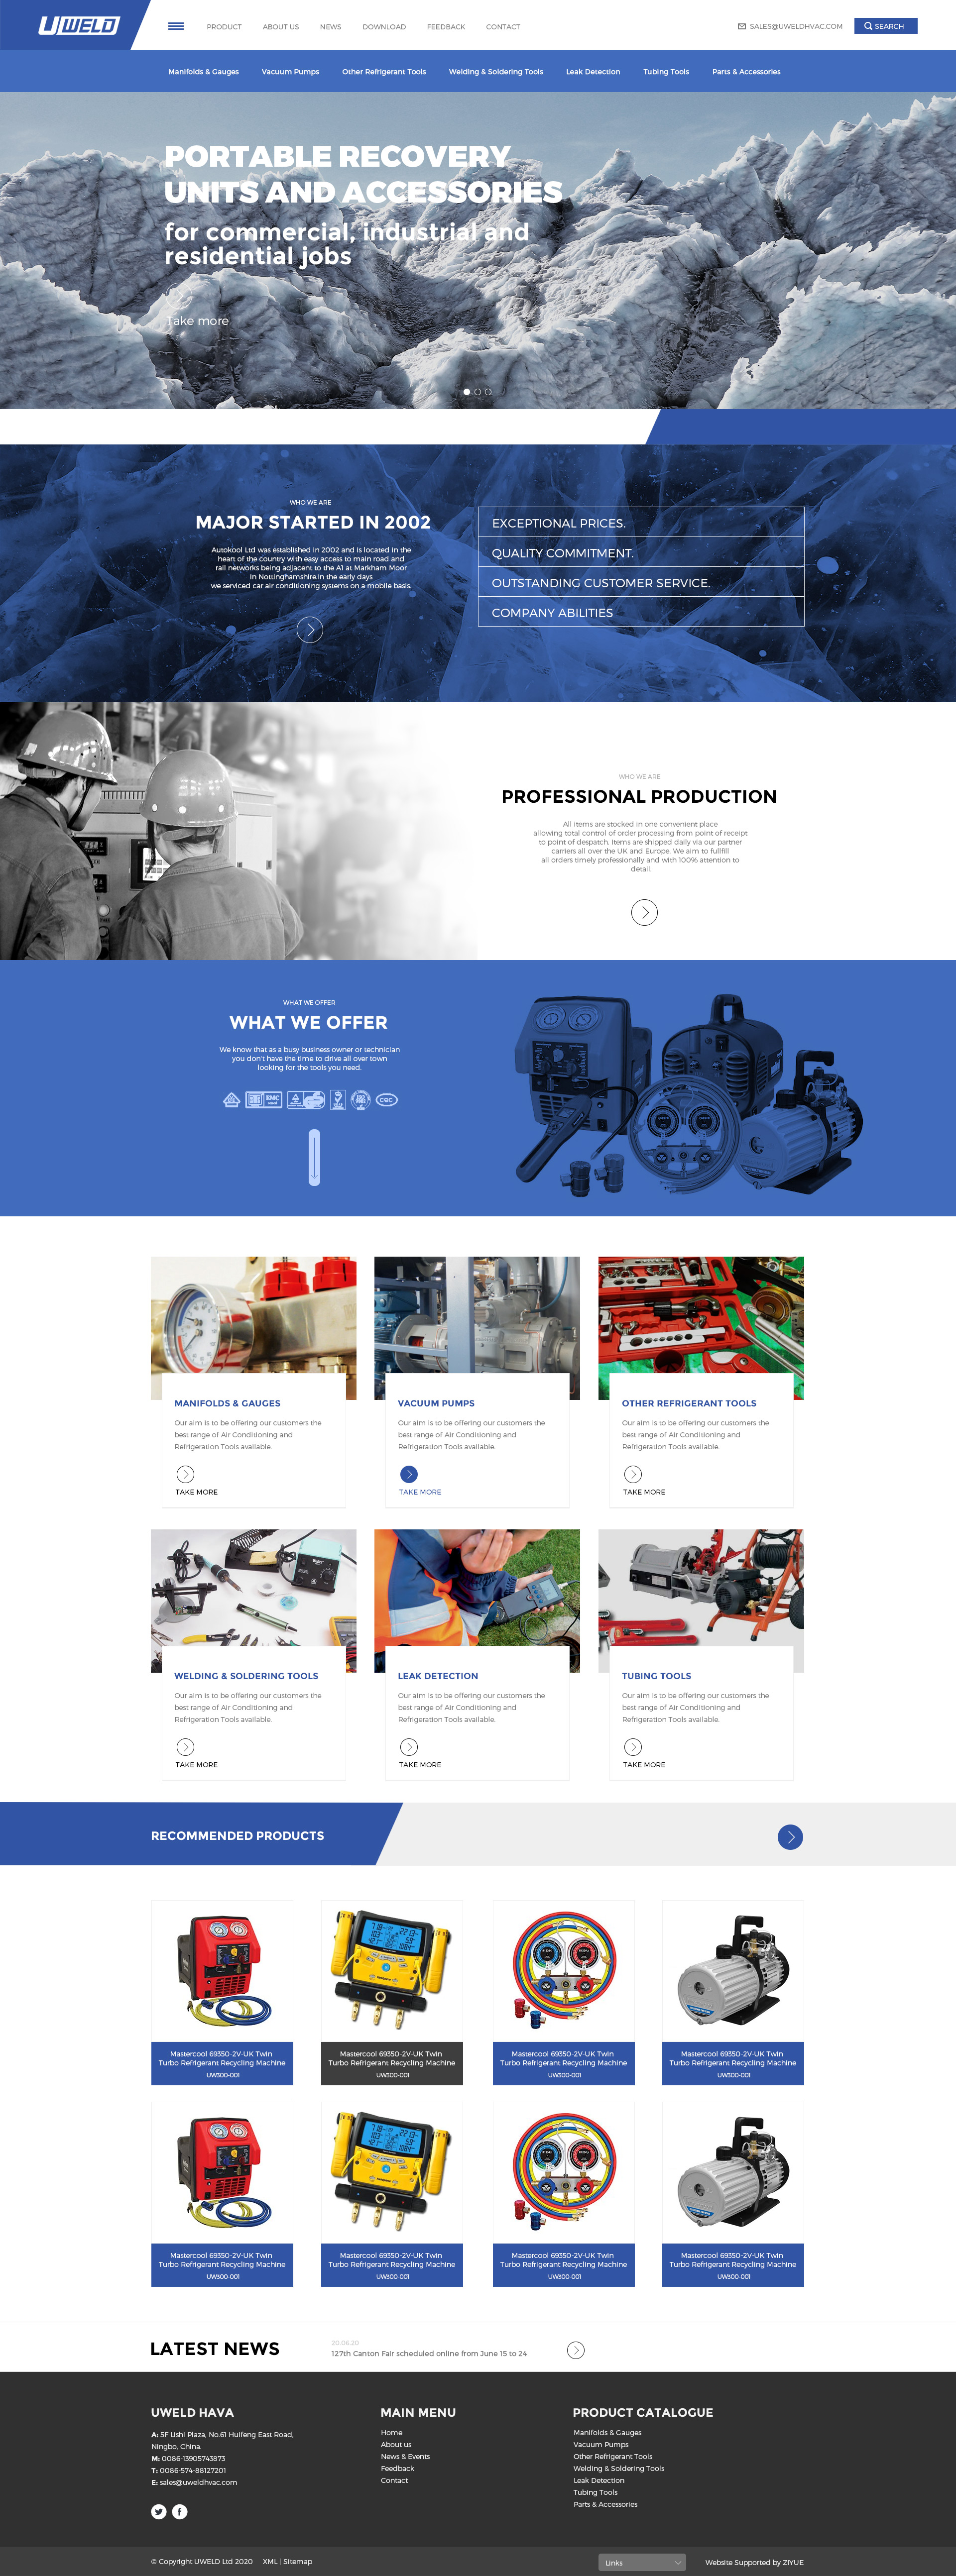 UWELD
PRODUCT ABOUT US NEWS DOWNLOAD FEEDBACK CONTACT
SALES@UWELDHVAC.COM
SEARCH
Manifolds & Gauges Vacuum Pumps Other Refrigerant Tools Welding & Soldering Tools Leak Detection Tubing Tools Parts & Accessories
PORTABLE RECOVERY
UNITS AND ACCESSORIES
for commercial, industrial and
residential jobs
Take more
WHO WE ARE
MAJOR STARTED IN 2002
Autokool Ltd was established in 2002 and is located in the
heart of the country with easy access to main road and
rail networks being adjacent to the A1 at Markham Moor
in Nottinghamshire.In the early days
we serviced car air conditioning systems on a mobile basis.
EXCEPTIONAL PRICES.
QUALITY COMMITMENT.
OUTSTANDING CUSTOMER SERVICE.
COMPANY ABILITIES
WHO WE ARE
PROFESSIONAL PRODUCTION
All items are stocked in one convenient place
allowing total control of order processing from point of receipt
to point of despatch. Items are shipped daily via our partner
carriers all over the UK and Europe. We aim to fullfill
all orders timely professionally and with 100% attention to
detail.
WHAT WE OFFER
WHAT WE OFFER
We know that as a busy business owner or technician
you don't have the time to drive all over town
looking for the tools you need.
EMC
CQC
MANIFOLDS & GAUGES
Our aim is to be offering our customers the
best range of Air Conditioning and
Refrigeration Tools available.
TAKE MORE
VACUUM PUMPS
Our aim is to be offering our customers the
best range of Air Conditioning and
Refrigeration Tools available.
TAKE MORE
OTHER REFRIGERANT TOOLS
Our aim is to be offering our customers the
best range of Air Conditioning and
Refrigeration Tools available.
TAKE MORE
WELDING & SOLDERING TOOLS
Our aim is to be offering our customers the
best range of Air Conditioning and
Refrigeration Tools available.
TAKE MORE
LEAK DETECTION
Our aim is to be offering our customers the
best range of Air Conditioning and
Refrigeration Tools available.
TAKE MORE
TUBING TOOLS
Our aim is to be offering our customers the
best range of Air Conditioning and
Refrigeration Tools available.
TAKE MORE
RECOMMENDED PRODUCTS
Mastercool 69350-2V-UK Twin
Turbo Refrigerant Recycling Machine
UW300-001
Mastercool 69350-2V-UK Twin
Turbo Refrigerant Recycling Machine
UW300-001
Mastercool 69350-2V-UK Twin
Turbo Refrigerant Recycling Machine
UW300-001
Mastercool 69350-2V-UK Twin
Turbo Refrigerant Recycling Machine
UW300-001
Mastercool 69350-2V-UK Twin
Turbo Refrigerant Recycling Machine
UW300-001
Mastercool 69350-2V-UK Twin
Turbo Refrigerant Recycling Machine
UW300-001
Mastercool 69350-2V-UK Twin
Turbo Refrigerant Recycling Machine
UW300-001
Mastercool 69350-2V-UK Twin
Turbo Refrigerant Recycling Machine
UW300-001
LATEST NEWS
20.06.20
127th Canton Fair scheduled online from June 15 to 24
UWELD HAVA
A: 5F Lishi Plaza, No.61 Huifeng East Road,
Ningbo, China.
M: 0086-13905743873
T: 0086-574-88127201
E: sales@uweldhvac.com
MAIN MENU
Home
About us
News & Events
Feedback
Contact
PRODUCT CATALOGUE
Manifolds & Gauges
Vacuum Pumps
Other Refrigerant Tools
Welding & Soldering Tools
Leak Detection
Tubing Tools
Parts & Accessories
© Copyright UWELD Ltd 2020 XML | Sitemap
Links
Website Supported by ZIYUE